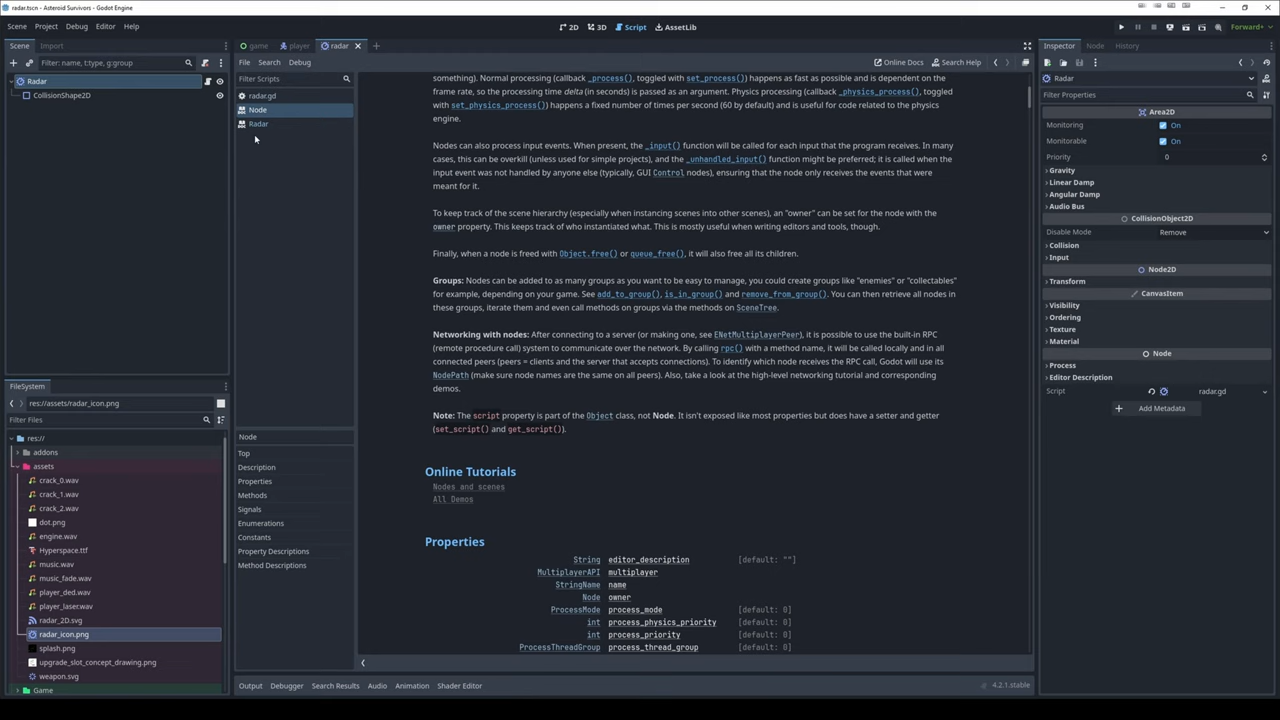 radar.tscn - Asteroid Survivors - Godot Engine
Scene Project Debug Editor Help
2D 3D Script AssetLib
Forward+
Scene Import
Filter: name, t:type, g:group
Radar
CollisionShape2D
game player radar
File Search Debug
Online Docs Search Help
Filter Scripts
radar.gd
Node
Radar
something). Normal processing (callback _process(), toggled with set_process()) happens as fast as possible and is dependent on the
frame rate, so the processing time delta (in seconds) is passed as an argument. Physics processing (callback _physics_process(), toggled
with set_physics_process()) happens a fixed number of times per second (60 by default) and is useful for code related to the physics
engine.
Nodes can also process input events. When present, the _input() function will be called for each input that the program receives. In many
cases, this can be overkill (unless used for simple projects), and the _unhandled_input() function might be preferred; it is called when the
input event was not handled by anyone else (typically, GUI Control nodes), ensuring that the node only receives the events that were
meant for it.
To keep track of the scene hierarchy (especially when instancing scenes into other scenes), an "owner" can be set for the node with the
owner property. This keeps track of who instantiated what. This is mostly useful when writing editors and tools, though.
Finally, when a node is freed with Object.free() or queue_free(), it will also free all its children.
Groups: Nodes can be added to as many groups as you want to be easy to manage, you could create groups like "enemies" or "collectables"
for example, depending on your game. See add_to_group(), is_in_group() and remove_from_group(). You can then retrieve all nodes in
these groups, iterate them and even call methods on groups via the methods on SceneTree.
Networking with nodes: After connecting to a server (or making one, see ENetMultiplayerPeer), it is possible to use the built-in RPC
(remote procedure call) system to communicate over the network. By calling rpc() with a method name, it will be called locally and in all
connected peers (peers = clients and the server that accepts connections). To identify which node receives the RPC call, Godot will use its
NodePath (make sure node names are the same on all peers). Also, take a look at the high-level networking tutorial and corresponding
demos.
Note: The script property is part of the Object class, not Node. It isn't exposed like most properties but does have a setter and getter
(set_script() and get_script()).
Online Tutorials
Nodes and scenes
All Demos
Properties
String editor_description [default: ""]
MultiplayerAPI multiplayer
StringName name
Node owner
ProcessMode process_mode [default: 0]
int process_physics_priority [default: 0]
int process_priority [default: 0]
ProcessThreadGroup process_thread_group [default: 0]
Node
Top
Description
Properties
Methods
Signals
Enumerations
Constants
Property Descriptions
Method Descriptions
FileSystem
res://assets/radar_icon.png
Filter Files
res://
addons
assets
crack_0.wav
crack_1.wav
crack_2.wav
dot.png
engine.wav
Hyperspace.ttf
music.wav
music_fade.wav
player_ded.wav
player_laser.wav
radar_2D.svg
radar_icon.png
splash.png
upgrade_slot_concept_drawing.png
weapon.svg
Game
Output Debugger Search Results Audio Animation Shader Editor
4.2.1.stable
Inspector Node History
Radar
Filter Properties
Area2D
Monitoring On
Monitorable On
Priority 0
Gravity
Linear Damp
Angular Damp
Audio Bus
CollisionObject2D
Disable Mode Remove
Collision
Input
Node2D
Transform
CanvasItem
Visibility
Ordering
Texture
Material
Node
Process
Editor Description
Script radar.gd
Add Metadata